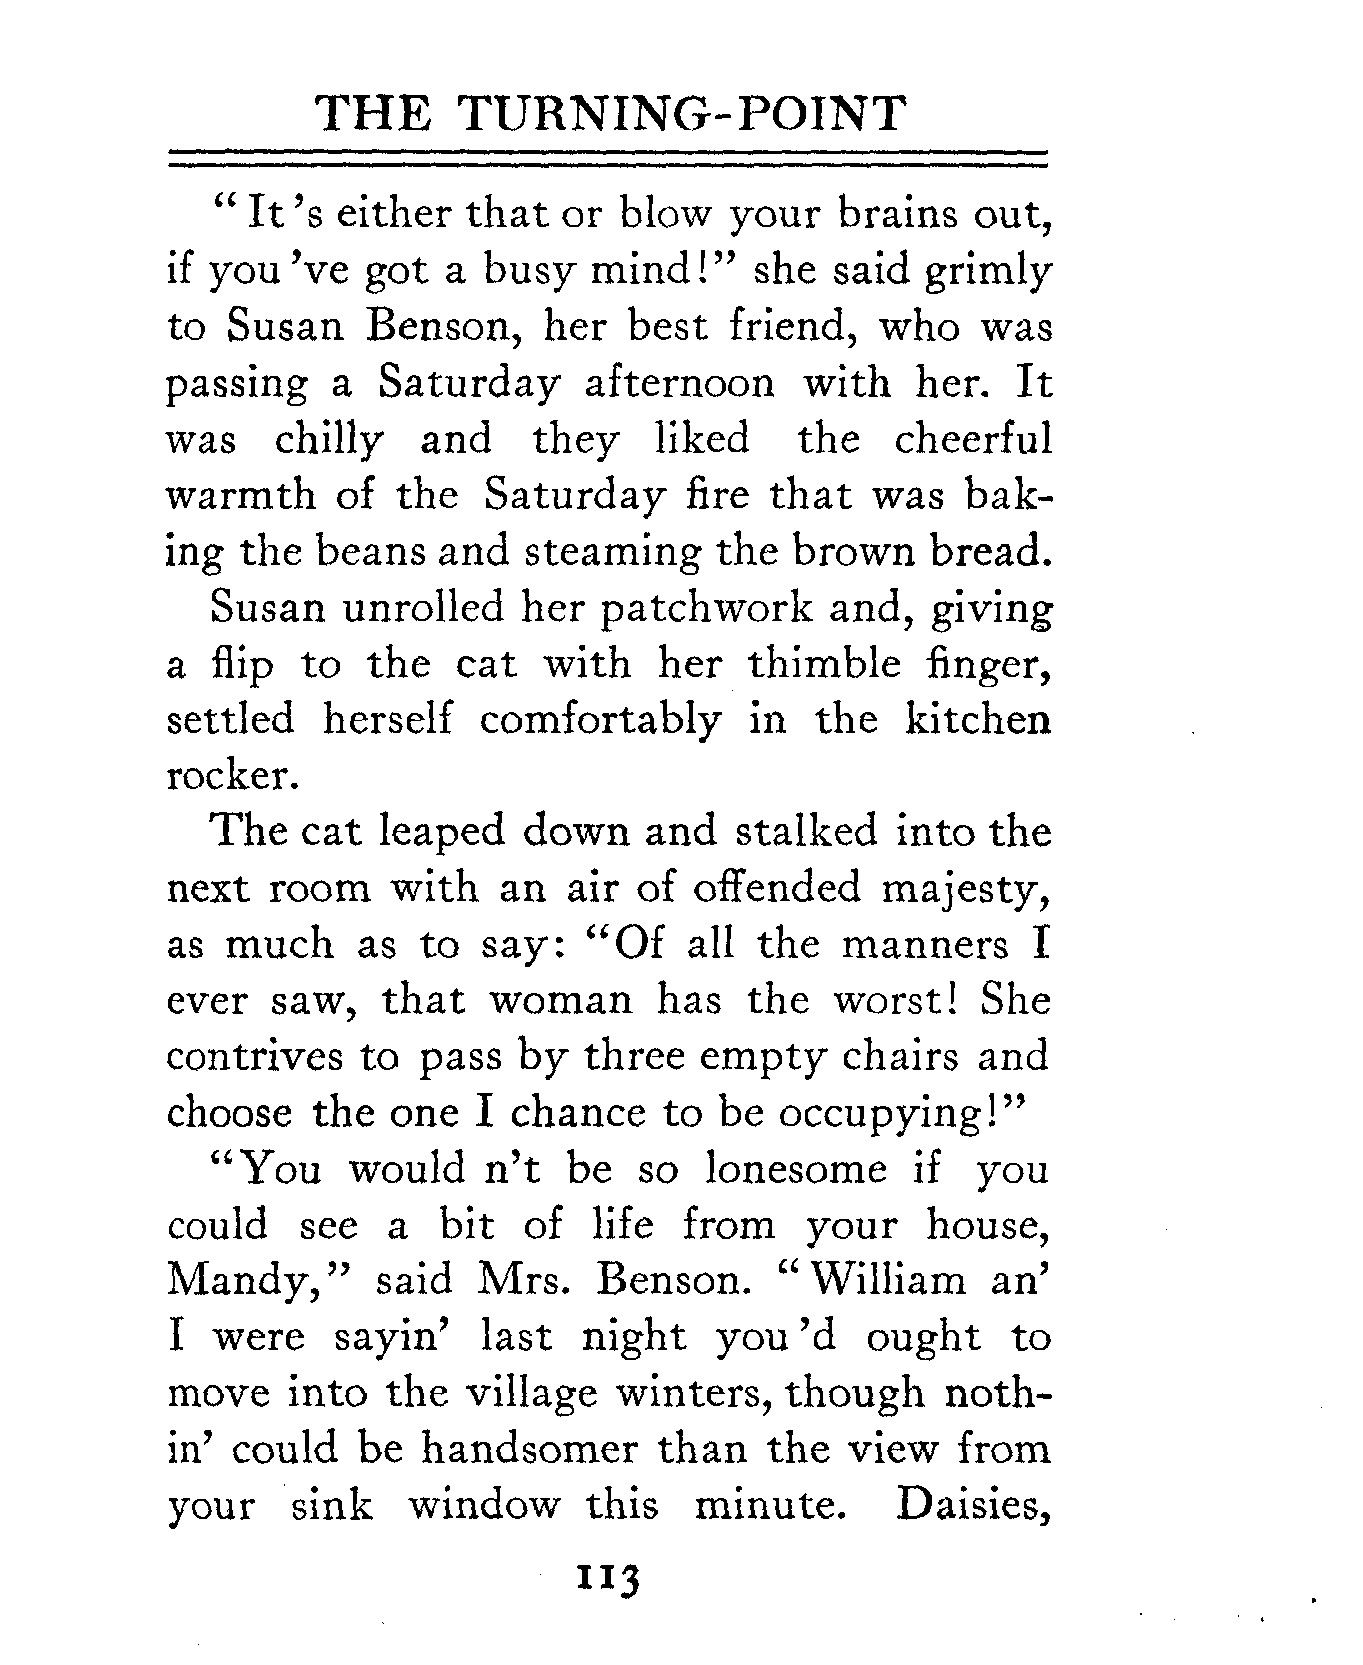 THE TURNING-POINT
“It 's either that or blow your brains out,
if you 've got a busy mind!” she said grimly
to Susan Benson, her best friend, who was
passing a Saturday afternoon with her. It
was chilly and they liked the cheerful
warmth of the Saturday fire that was bak-
ing the beans and steaming the brown bread.
Susan unrolled her patchwork and, giving
a flip to the cat with her thimble finger,
settled herself comfortably in the kitchen
rocker.
The cat leaped down and stalked into the
next room with an air of offended majesty,
as much as to say: “Of all the manners I
ever saw, that woman has the worst! She
contrives to pass by three empty chairs and
choose the one I chance to be occupying!”
“You would n't be so lonesome if you
could see a bit of life from your house,
Mandy,” said Mrs. Benson. “William an'
I were sayin' last night you 'd ought to
move into the village winters, though noth-
in' could be handsomer than the view from
your sink window this minute. Daisies,
113